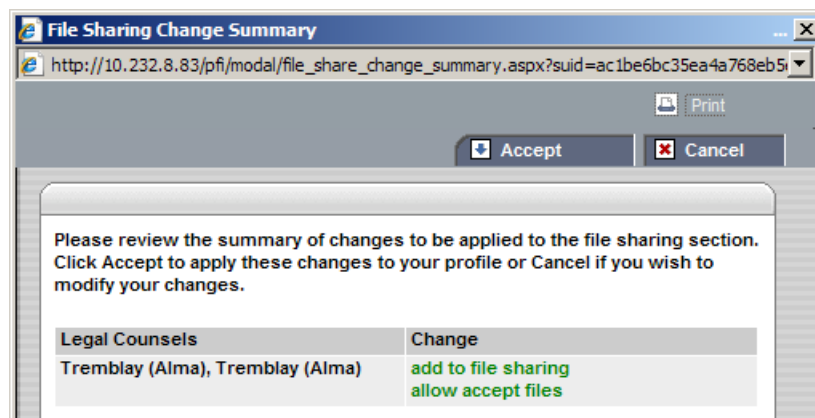 File Sharing Change Summary
http://10.232.8.83/pfi/modal/file_share_change_summary.aspx?suid=ac1be6bc35ea4a768eb5
Print
Accept
Cancel
Please review the summary of changes to be applied to the file sharing section.
Click Accept to apply these changes to your profile or Cancel if you wish to
modify your changes.
Legal Counsels Change
Tremblay (Alma), Tremblay (Alma) add to file sharing
allow accept files